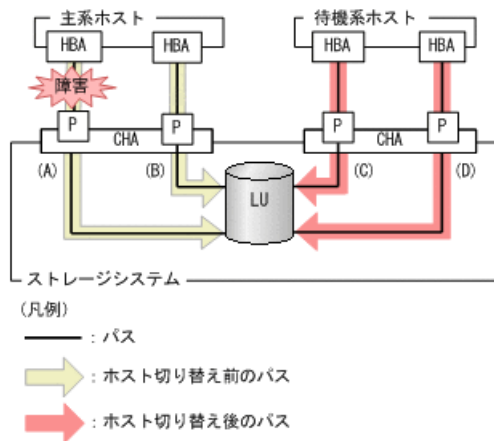 主系ホスト
待機系ホスト
HBA
HBA
HBA
HBA
障害
P
P
P
P
CHA
CHA
(A)
(B)
(C)
(D)
LU
ストレージシステム
(凡例)
：パス
：ホスト切り替え前のパス
：ホスト切り替え後のパス